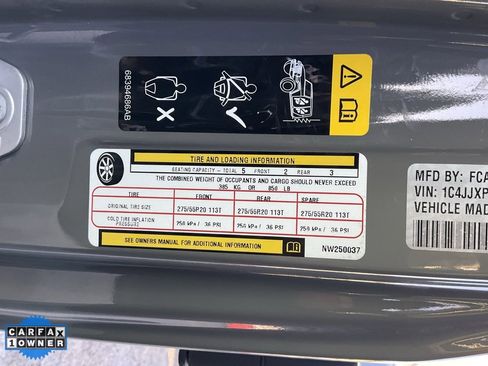 68394686AB
TIRE AND LOADING INFORMATION
SEATING CAPACITY - TOTAL 5 FRONT 2 REAR 3
THE COMBINED WEIGHT OF OCCUPANTS AND CARGO SHOULD NEVER EXCEED
385 KG OR 850 LB
TIRE FRONT REAR SPARE
ORIGINAL TIRE SIZE 275/55R20 113T 275/55R20 113T 275/55R20 113T
COLD TIRE INFLATION PRESSURE 250 kPa / 36 PSI 250 kPa / 36 PSI 250 kPa / 36 PSI
SEE OWNERS MANUAL FOR ADDITIONAL INFORMATION
NW250037
MFD BY: FCA
VIN: 1C4JJXP
VEHICLE MAD
CARFAX
1 OWNER